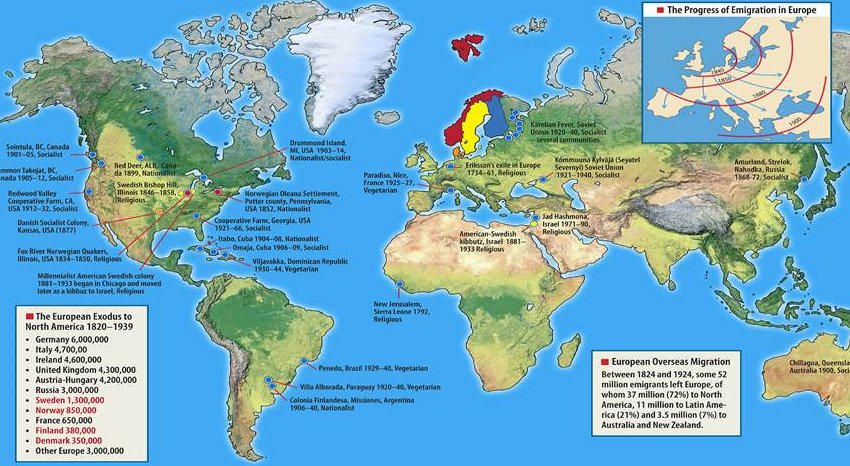 The Progress of Emigration in Europe
1840
1850
1880
1900
Sointula, BC, Canada
1901–05, Socialist
mmon Takojat, BC,
nada 1905–12, Socialist
Redwood Valley
Cooperative Farm, CA,
USA 1912–32, Socialist
Danish Socialist Colony,
Kansas, USA (1877)
Fox River Norwegian Quakers,
Illinois, USA 1834–1850, Religious
Millennialist American Swedish colony
1881–1933 began in Chicago and moved
later as a kibbuz to Israel, Religious
Red Deer, ALB, Cana-
da 1899, Nationalist
Swedish Bishop Hill,
Illinois 1846–1858,
Religious
Drummond Island,
MI, USA 1903–14,
Nationalist/socialist
Norwegian Oleana Settlement,
Potter county, Pennsylvania,
USA 1852, Nationalist
Cooperative Farm, Georgia, USA
1921–66, Socialist
Itabo, Cuba 1904–08, Nationalist
Omaja, Cuba 1906–09, Socialist
Viljavakka, Dominican Republic
1930–44, Vegetarian
Penedo, Brazil 1929–40, Vegetarian
Villa Alborada, Paraguay 1920–40, Vegetarian
Colonia Finlandesa, Missiones, Argentina
1906–40, Nationalist
Paradiso, Nice,
France 1925–27,
Vegetarian
Eriksson's exile in Europe
1734–61, Religious
Karelian Fever, Soviet
Union 1920–40, Socialist
– several communities
Kommuuna Kylväjä (Seyatel
Severnyi) Soviet Union
1921–1940, Socialist
Amurland, Strelok,
Nahodka, Russia
1868-72, Socialist
American-Swedish
kibbutz, Israel 1881–
1933 Religious
Jad Hashmona,
Israel 1971–90,
Religious
New Jerusalem,
Sierra Leone 1792,
Religious
Chillagoa, Queensla
Australia 1900, Soci
The European Exodus to
North America 1820–1939
• Germany 6,000,000
• Italy 4,700,00
• Ireland 4,600,000
• United Kingdom 4,300,000
• Austria-Hungary 4,200,000
• Russia 3,000,000
• Sweden 1,300,000
• Norway 850,000
• France 650,000
• Finland 380,000
• Denmark 350,000
• Other Europe 3,000,000
European Overseas Migration
Between 1824 and 1924, some 52
million emigrants left Europe, of
whom 37 million (72%) to North
America, 11 million to Latin Ame-
rica (21%) and 3.5 million (7%) to
Australia and New Zealand.